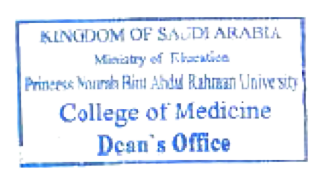 KINGDOM OF SAUDI ARABIA
Ministry of Education
Princess Nourah Bint Abdul Rahman University
College of Medicine
Dean's Office